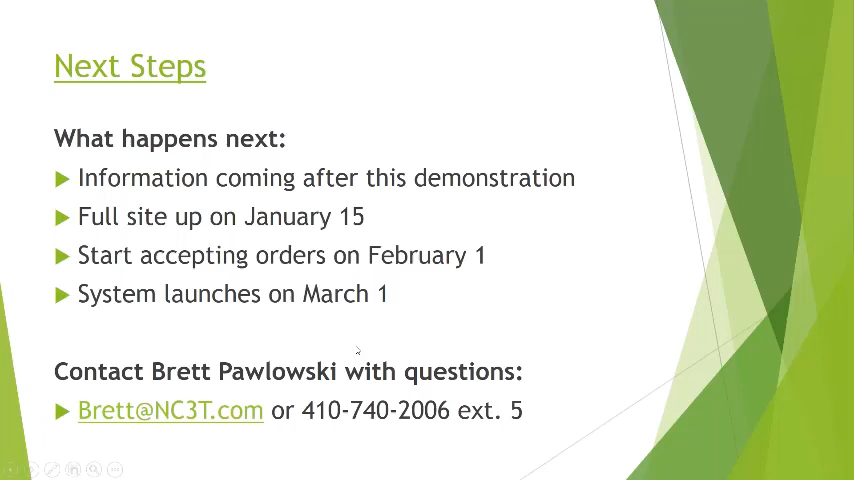 Next Steps
What happens next:
Information coming after this demonstration
Full site up on January 15
Start accepting orders on February 1
System launches on March 1
Contact Brett Pawlowski with questions:
Brett@NC3T.com or 410-740-2006 ext. 5